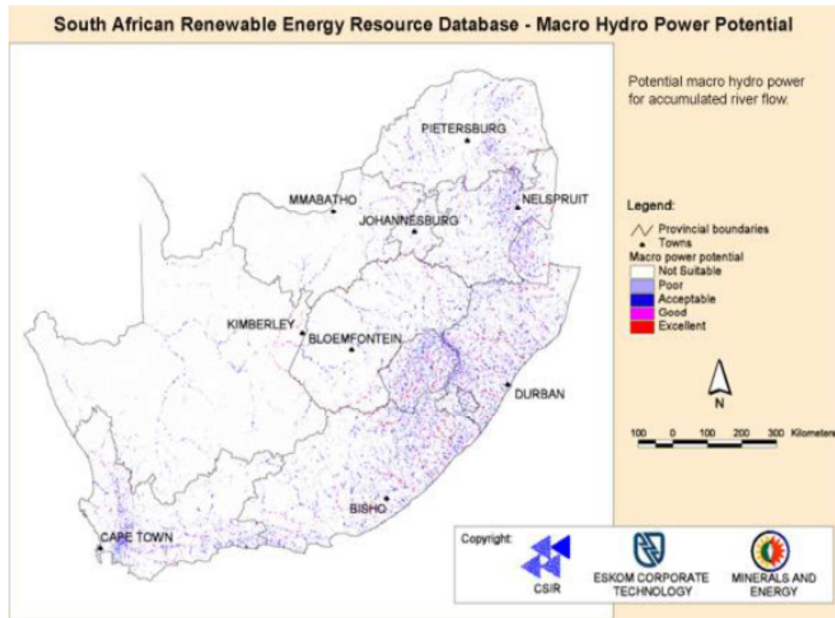 South African Renewable Energy Resource Database - Macro Hydro Power Potential
Potential macro hydro power
for accumulated river flow.
PIETERSBURG
MMABATHO
NELSPRUIT
JOHANNESBURG
KIMBERLEY
BLOEMFONTEIN
DURBAN
BISHO
CAPE TOWN
Legend:
Provincial boundaries
Towns
Macro power potential
Not Suitable
Poor
Acceptable
Good
Excellent
N
100 0 100 200 300 Kilometers
Copyright:
CSIR
ESKOM CORPORATE
TECHNOLOGY
MINERALS AND
ENERGY